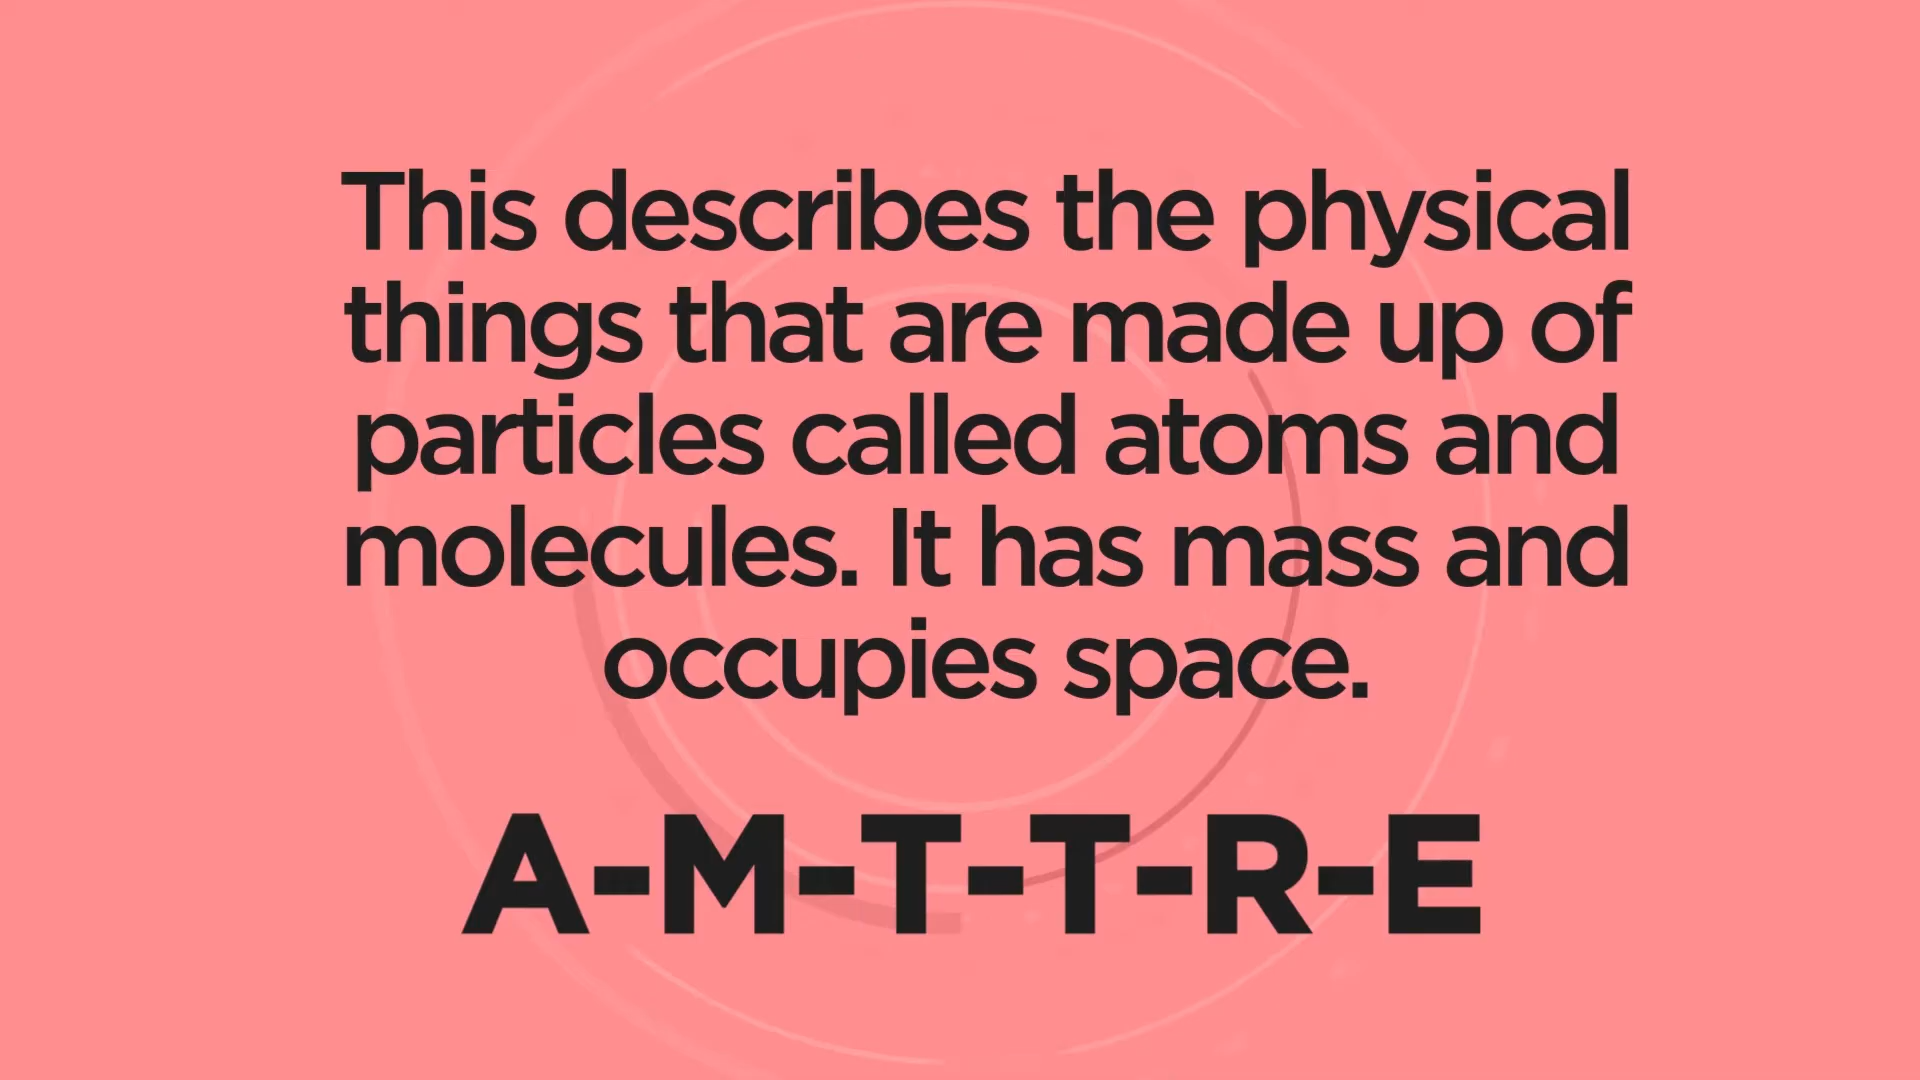 This describes the physical
things that are made up of
particles called atoms and
molecules. It has mass and
occupies space.
A-M-T-T-R-E